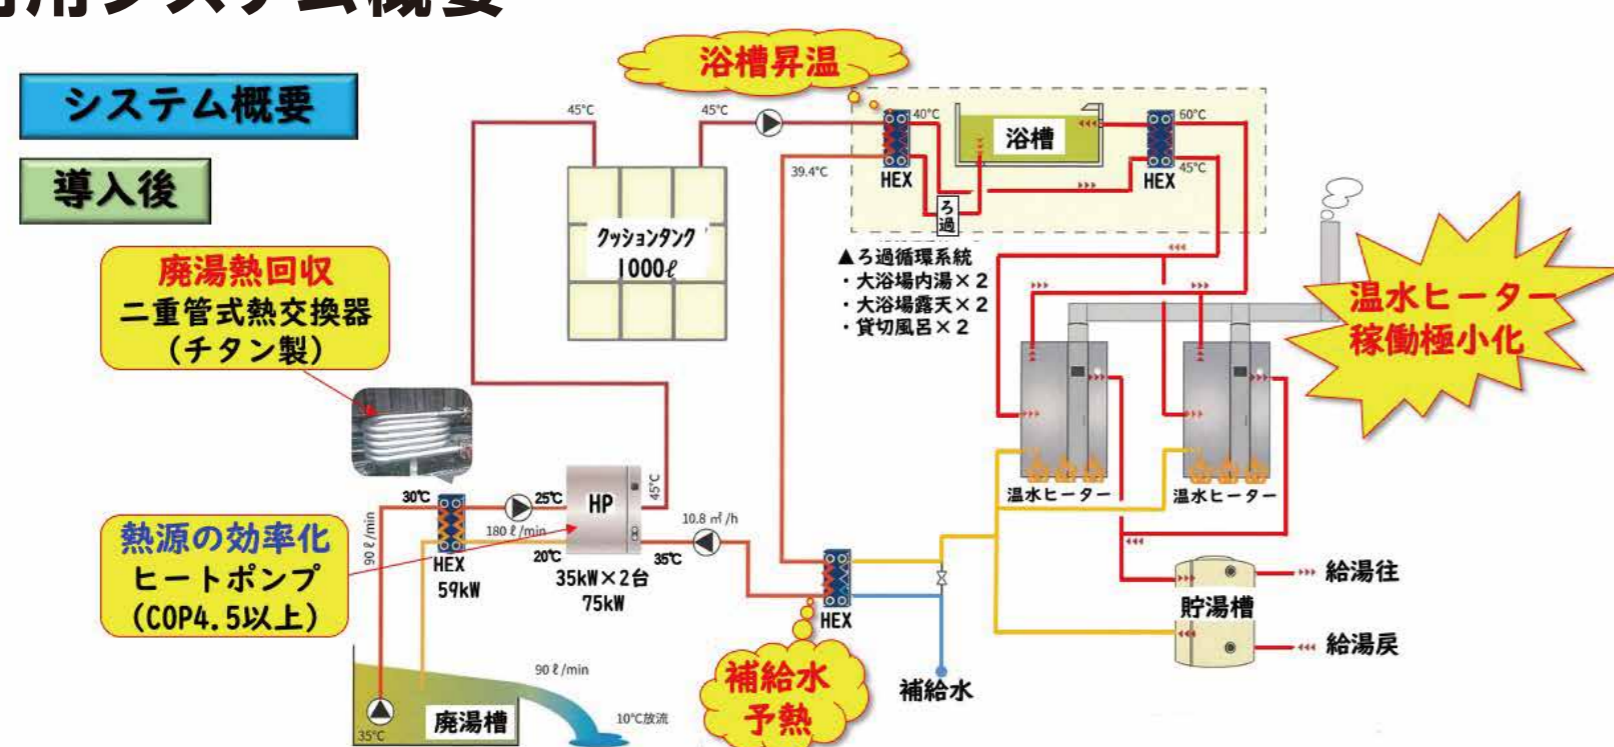 用システム概要
システム概要
導入後
浴槽昇温
45℃
45℃
40℃
浴槽
60℃
39.4℃
HEX
HEX
45℃
ろ過
クッションタンク
1000ℓ
▲ろ過循環系統
・大浴場内湯×2
・大浴場露天×2
・貸切風呂×2
廃湯熱回収
二重管式熱交換器
(チタン製)
温水ヒーター
稼働極小化
温水ヒーター
温水ヒーター
熱源の効率化
ヒートポンプ
(COP4.5以上)
90ℓ/min
30℃
25℃
180ℓ/min
20℃
HEX
59kW
HP
45℃
35℃
10.8㎥/h
35kW×2台
75kW
HEX
補給水
予熱
補給水
貯湯槽
給湯往
給湯戻
90ℓ/min
廃湯槽
35℃
10℃放流